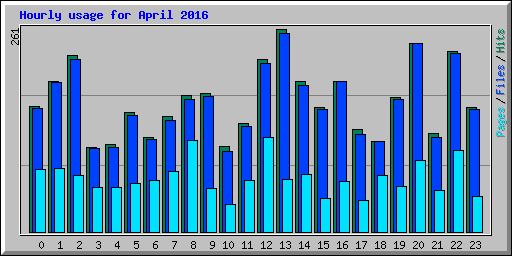 Hourly usage for April 2016
261
Pages / Files / Hits
0 1 2 3 4 5 6 7 8 9 10 11 12 13 14 15 16 17 18 19 20 21 22 23